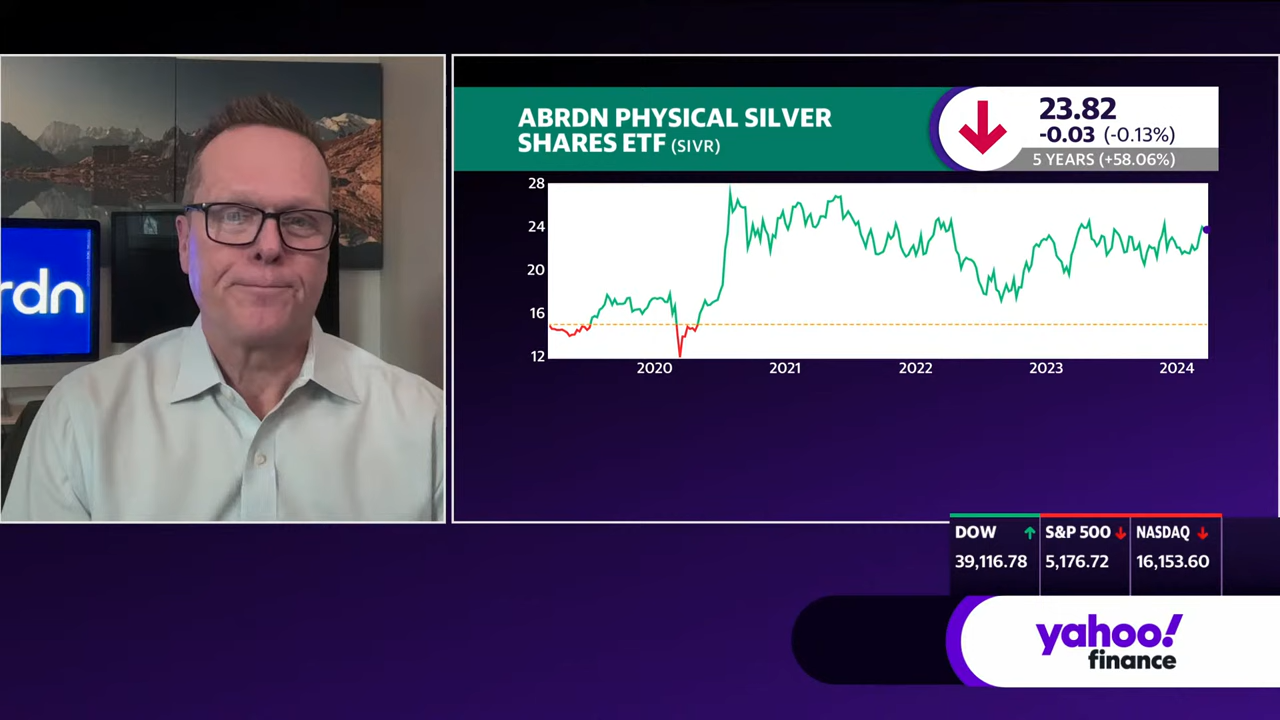 rdn
ABRDN PHYSICAL SILVER
SHARES ETF (SIVR)
23.82
-0.03 (-0.13%)
5 YEARS (+58.06%)
28
24
20
16
12
2020 2021 2022 2023 2024
DOW S&P 500 NASDAQ
39,116.78 5,176.72 16,153.60
yahoo!
finance